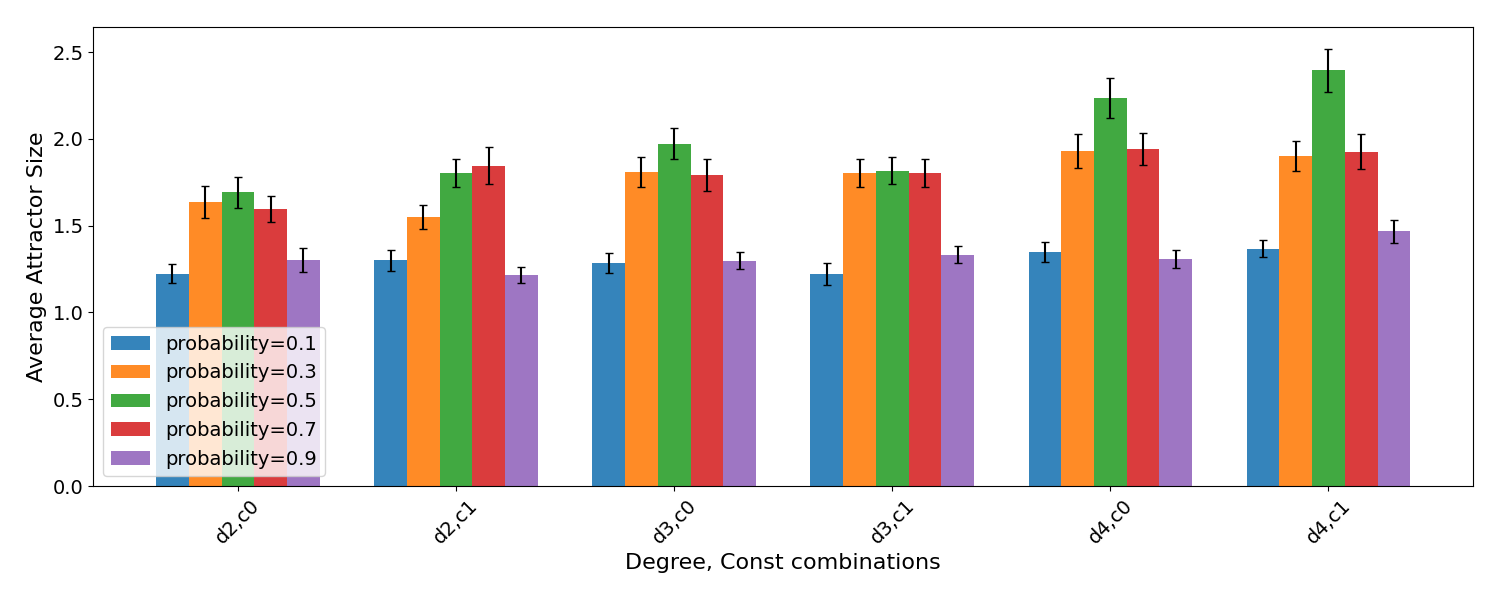 2.5
2.0
1.5
1.0
0.5
0.0
Average Attractor Size
probability=0.1
probability=0.3
probability=0.5
probability=0.7
probability=0.9
d2,c0
d2,c1
d3,c0
d3,c1
d4,c0
d4,c1
Degree, Const combinations